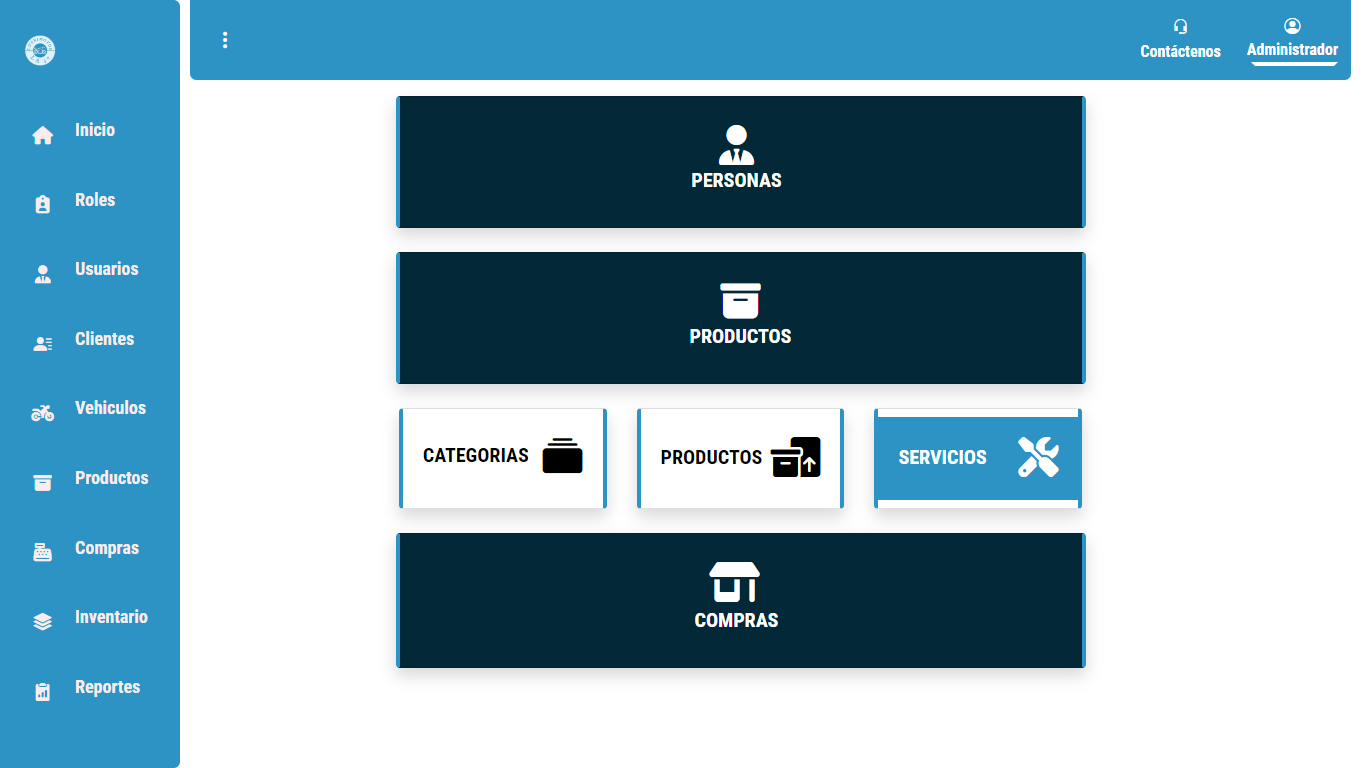 Contáctenos
Administrador
Inicio
Roles
Usuarios
Clientes
Vehiculos
Productos
Compras
Inventario
Reportes
PERSONAS
PRODUCTOS
CATEGORIAS
PRODUCTOS
SERVICIOS
COMPRAS